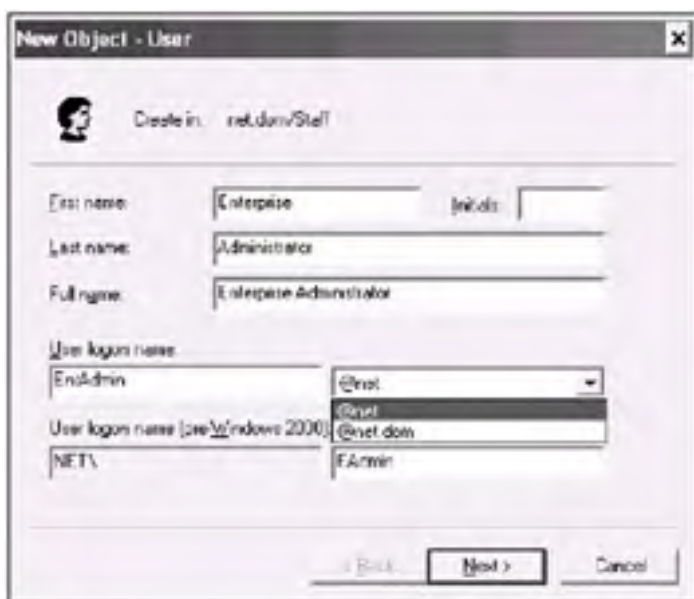 New Object - User
Create in: net.dom/Staff
First name: Enterprise Initials:
Last name: Administrator
Full name: Enterprise Administrator
User logon name:
EntAdmin @net
@net
@net.dom
User logon name (pre-Windows 2000):
NET\ EAdmin
< Back Next > Cancel